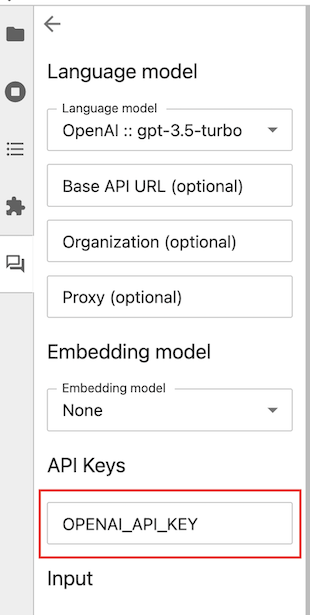 Language model
Language model
OpenAI :: gpt-3.5-turbo
Base API URL (optional)
Organization (optional)
Proxy (optional)
Embedding model
Embedding model
None
API Keys
OPENAI_API_KEY
Input